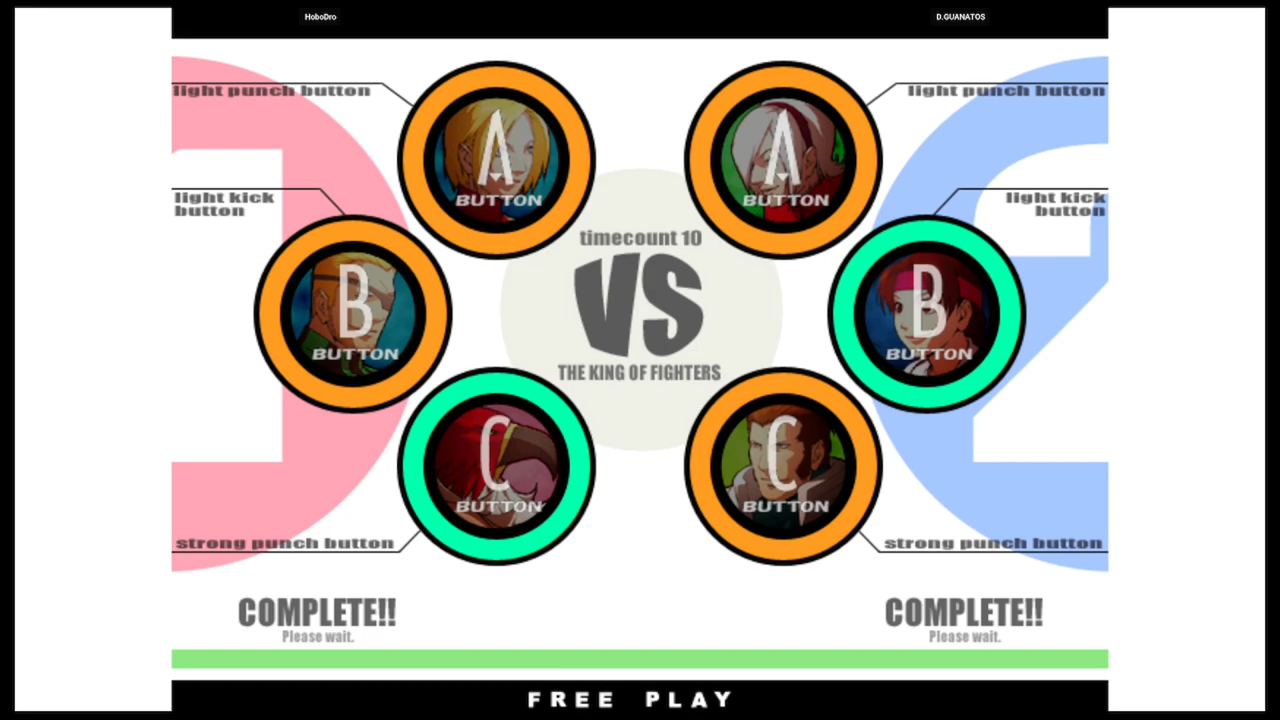 HoboDro
D.GUANATOS
light punch button
light punch button
A
BUTTON
A
BUTTON
light kick
button
light kick
button
timecount 10
VS
THE KING OF FIGHTERS
B
BUTTON
B
BUTTON
C
BUTTON
C
BUTTON
strong punch button
strong punch button
COMPLETE!!
Please wait.
COMPLETE!!
Please wait.
FREE PLAY
1
2